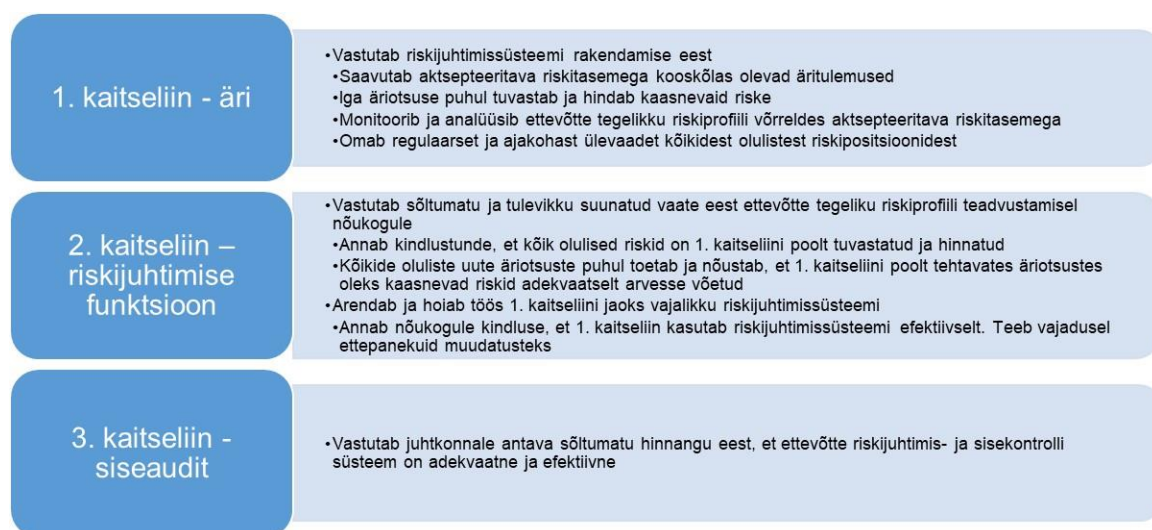 1. kaitseliin - äri
•Vastutab riskijuhtimissüsteemi rakendamise eest
•Saavutab aktsepteeritava riskitasemega kooskõlas olevad äritulemused
•Iga äriotsuse puhul tuvastab ja hindab kaasnevaid riske
•Monitoorib ja analüüsib ettevõtte tegelikku riskiprofiili võrreldes aktsepteeritava riskitasemega
•Omab regulaarset ja ajakohast ülevaadet kõikidest olulistest riskipositsioonidest
2. kaitseliin –
riskijuhtimise
funktsioon
•Vastutab sõltumatu ja tulevikku suunatud vaate eest ettevõtte tegeliku riskiprofiili teadvustamisel
nõukogule
•Annab kindlustunde, et kõik olulised riskid on 1. kaitseliini poolt tuvastatud ja hinnatud
•Kõikide oluliste uute äriotsuste puhul toetab ja nõustab, et 1. kaitseliini poolt tehtavates äriotsustes
oleks kaasnevad riskid adekvaatselt arvesse võetud
•Arendab ja hoiab töös 1. kaitseliini jaoks vajalikku riskijuhtimissüsteemi
•Annab nõukogule kindluse, et 1. kaitseliin kasutab riskijuhtimissüsteemi efektiivselt. Teeb vajadusel
ettepanekuid muudatusteks
3. kaitseliin -
siseaudit
•Vastutab juhtkonnale antava sõltumatu hinnangu eest, et ettevõtte riskijuhtimis- ja sisekontrolli
süsteem on adekvaatne ja efektiivne